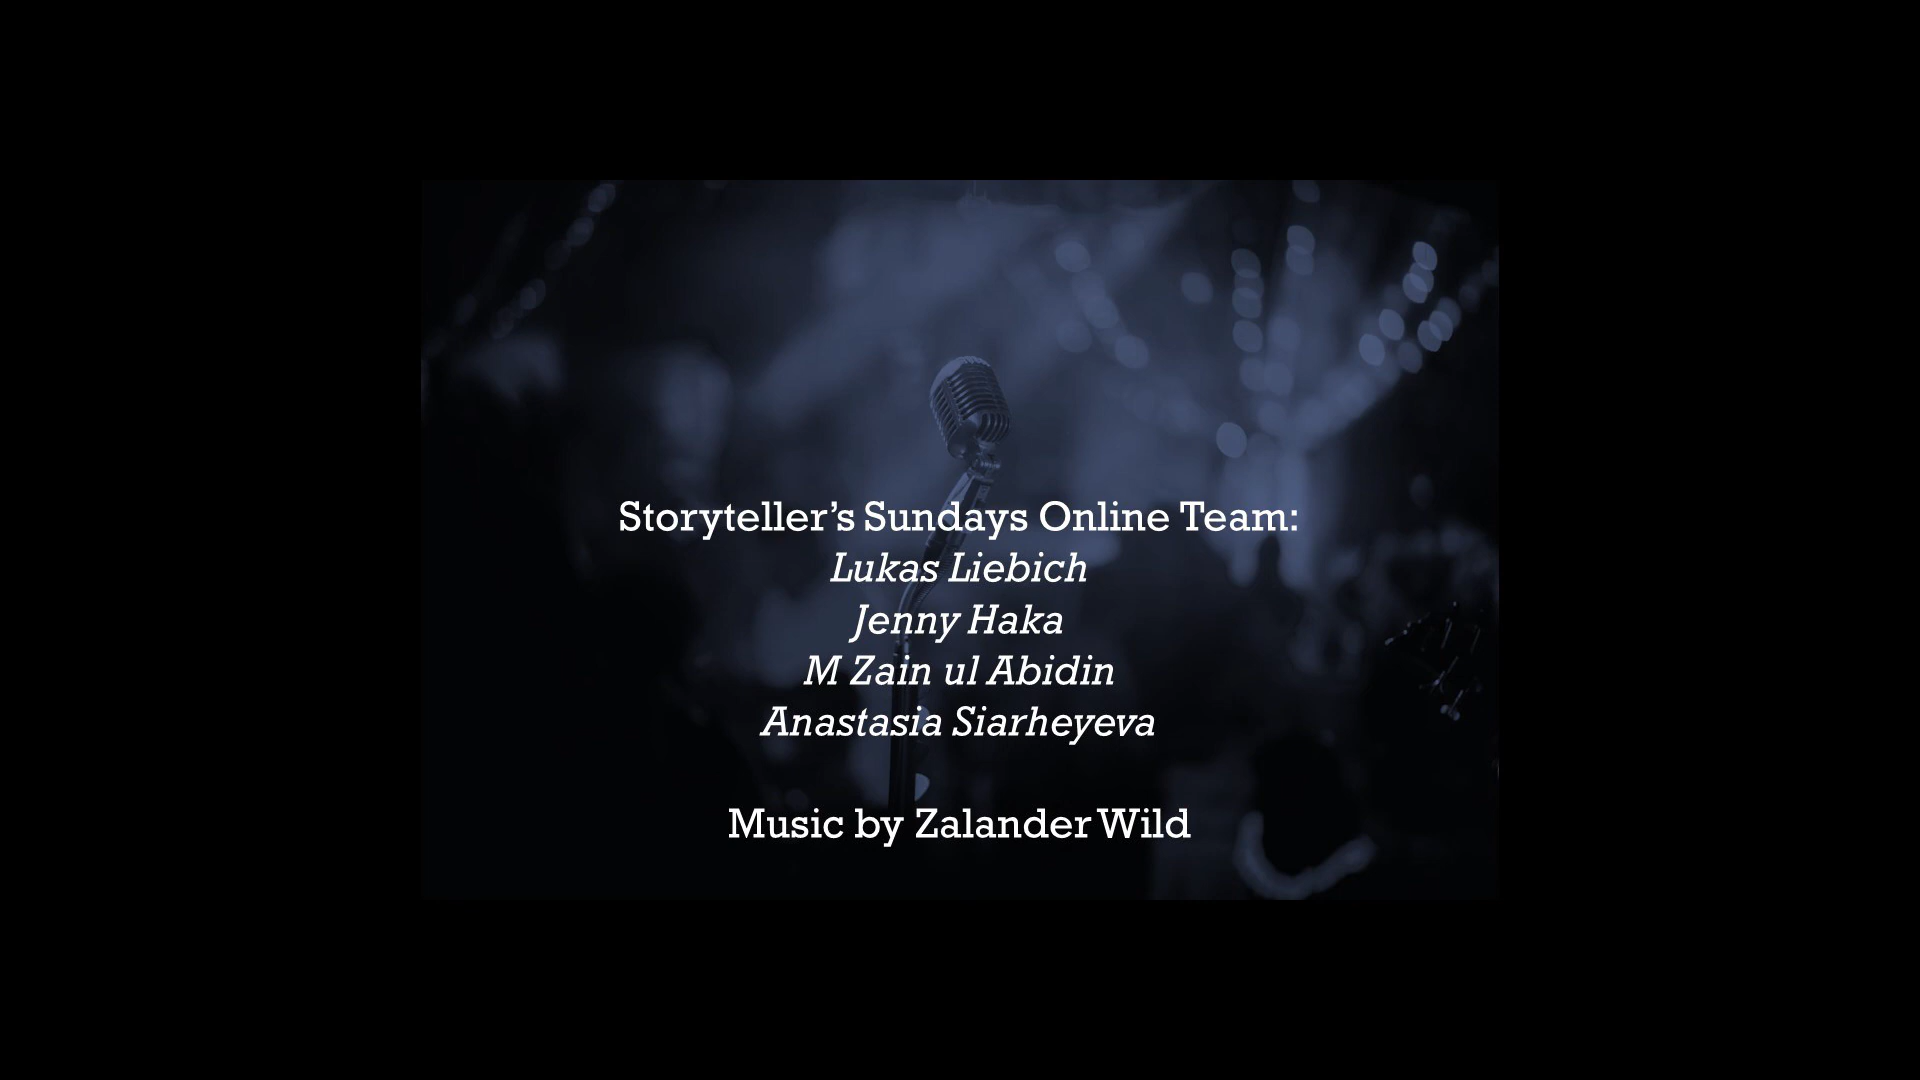 Storyteller’s Sundays Online Team:
Lukas Liebich
Jenny Haka
M Zain ul Abidin
Anastasia Siarheyeva
Music by Zalander Wild